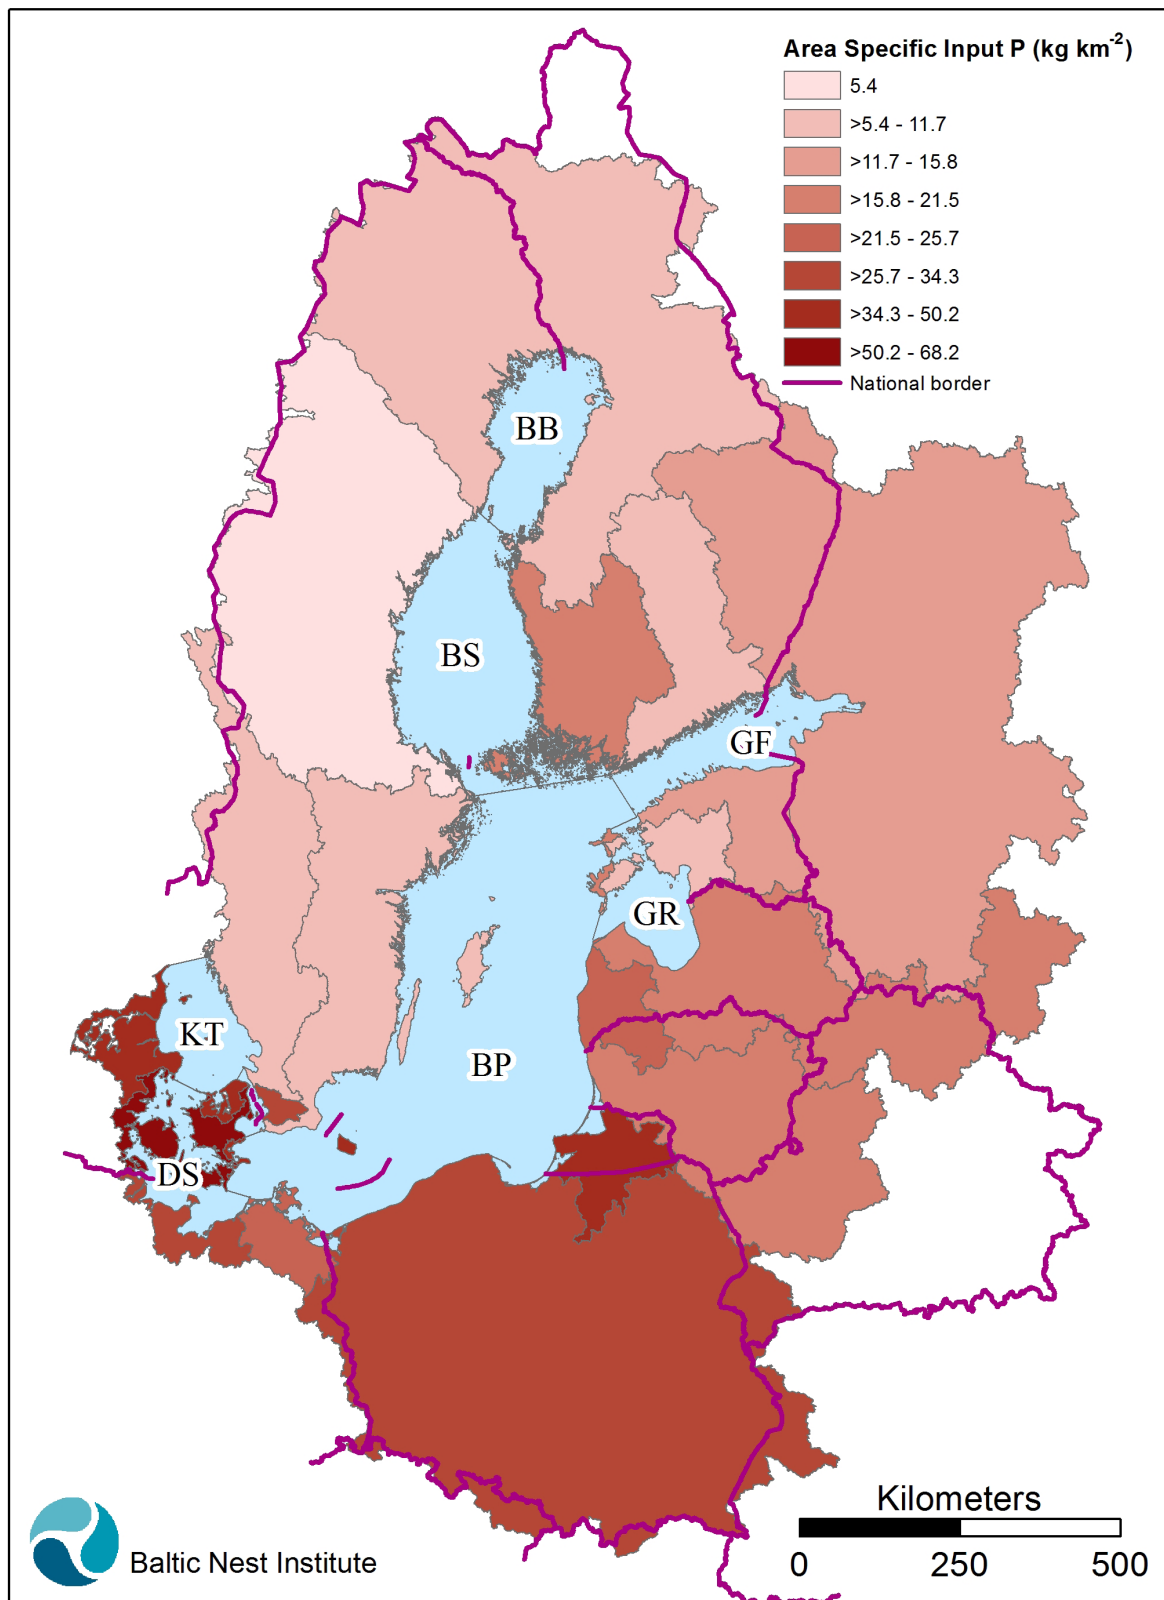 Area Specific Input P (kg km-2)
5.4
>5.4 - 11.7
>11.7 - 15.8
>15.8 - 21.5
>21.5 - 25.7
>25.7 - 34.3
>34.3 - 50.2
>50.2 - 68.2
National border
BB
BS
GF
GR
KT
BP
DS
Kilometers
0 250 500
Baltic Nest Institute